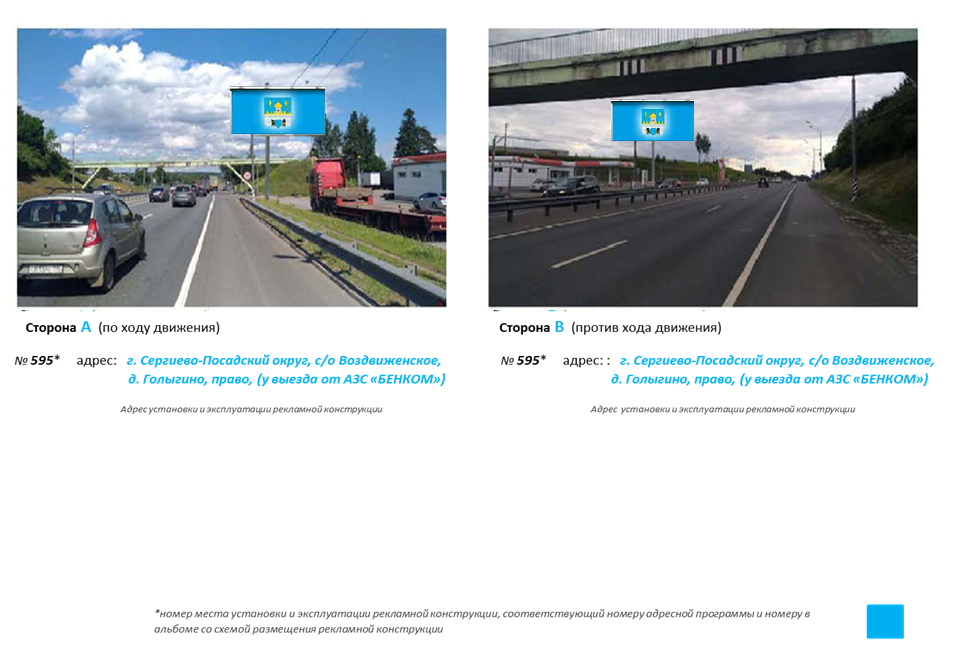 Сторона А (по ходу движения)
№ 595* адрес: г. Сергиево-Посадский округ, с/о Воздвиженское,
д. Голыгино, право, (у выезда от АЗС «БЕНКОМ»)
Адрес установки и эксплуатации рекламной конструкции
Сторона В (против хода движения)
№ 595* адрес: : г. Сергиево-Посадский округ, с/о Воздвиженское,
д. Голыгино, право, (у выезда от АЗС «БЕНКОМ»)
Адрес установки и эксплуатации рекламной конструкции
*номер места установки и эксплуатации рекламной конструкции, соответствующий номеру адресной программы и номеру в
альбоме со схемой размещения рекламной конструкции